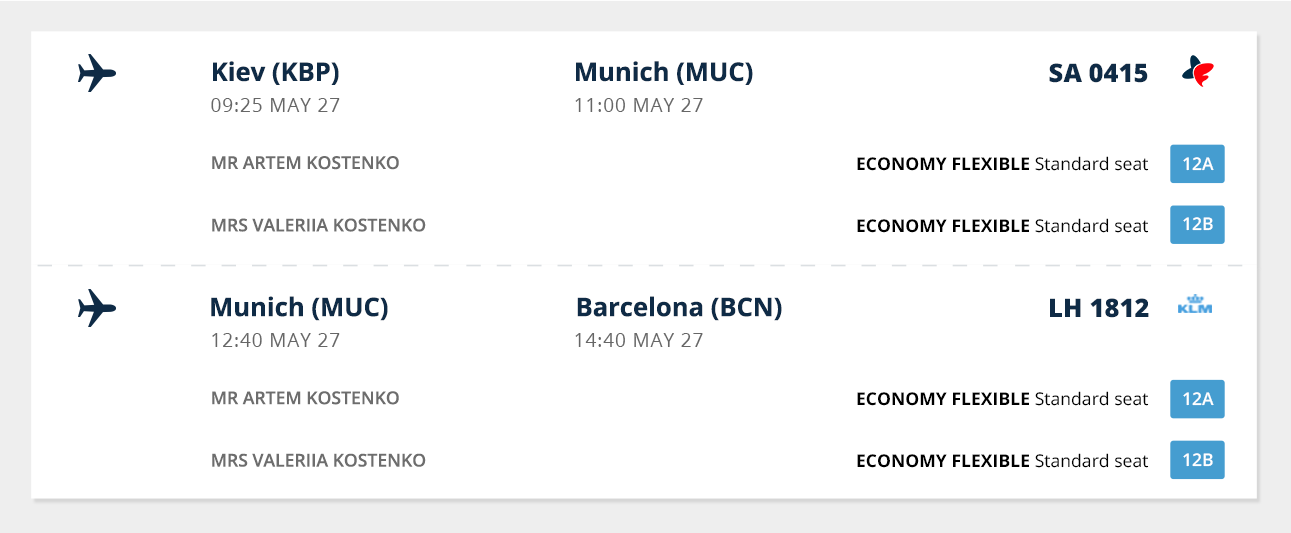 Kiev (KBP) Munich (MUC) SA 0415
09:25 MAY 27 11:00 MAY 27
MR ARTEM KOSTENKO ECONOMY FLEXIBLE Standard seat 12A
MRS VALERIIA KOSTENKO ECONOMY FLEXIBLE Standard seat 12B
Munich (MUC) Barcelona (BCN) LH 1812 KLM
12:40 MAY 27 14:40 MAY 27
MR ARTEM KOSTENKO ECONOMY FLEXIBLE Standard seat 12A
MRS VALERIIA KOSTENKO ECONOMY FLEXIBLE Standard seat 12B